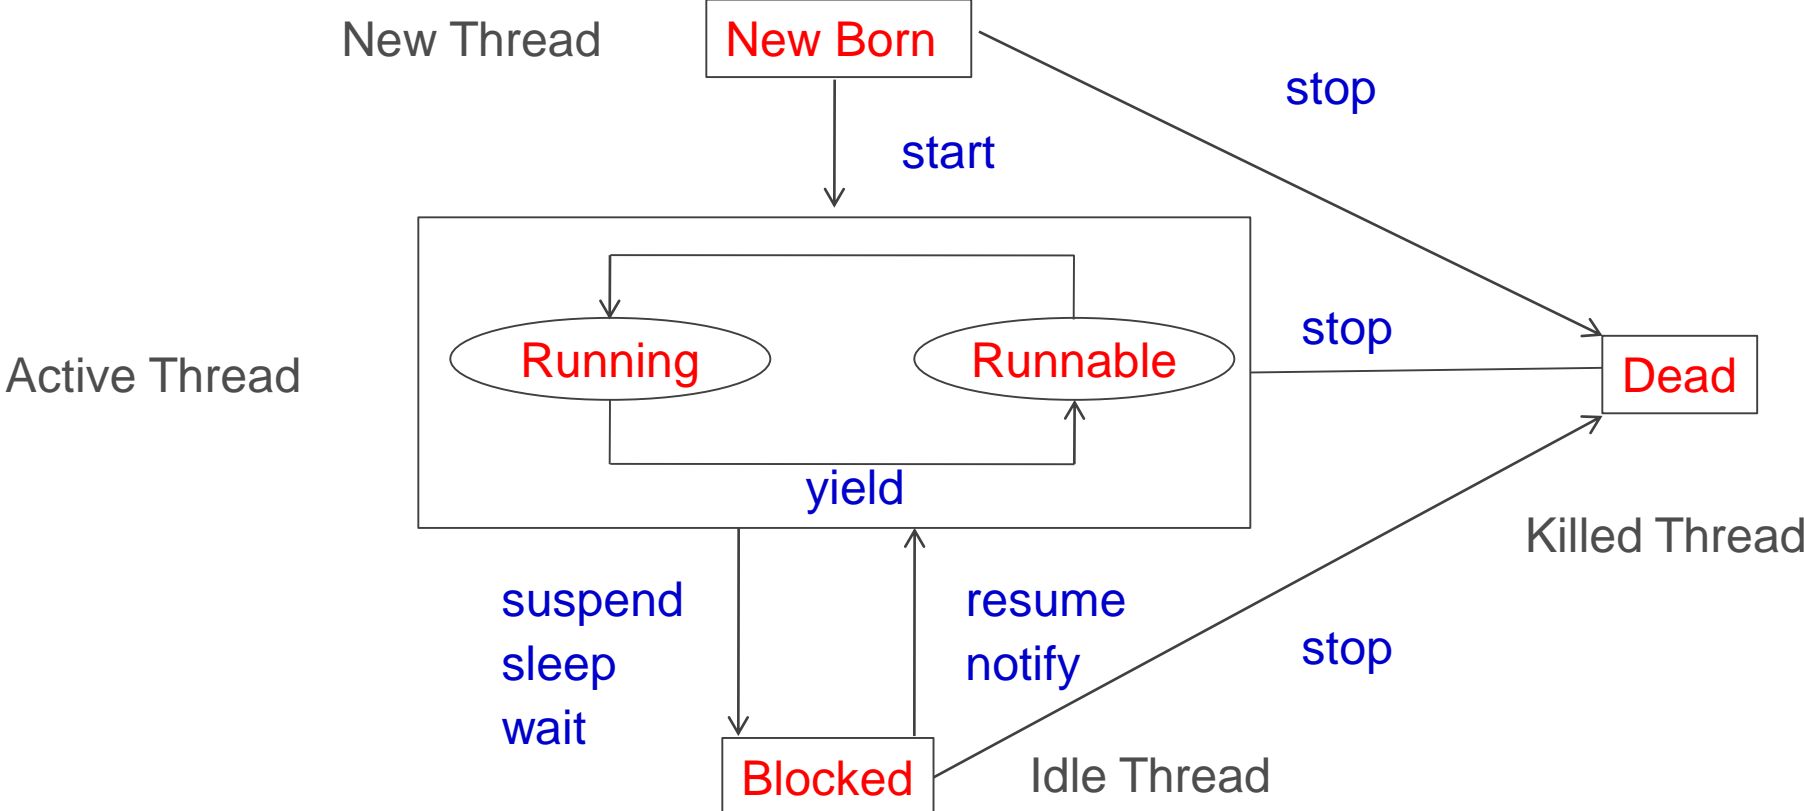 New Thread
New Born
stop
start
stop
Running
Runnable
Active Thread
Dead
yield
Killed Thread
suspend
resume
sleep
notify
stop
wait
Blocked
Idle Thread